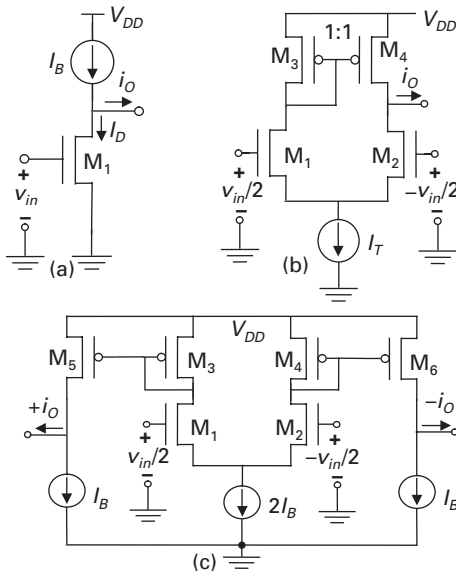 V_DD
I_B
i_O
I_D
M_1
+
v_in
-
(a)
V_DD
1:1
M_3
M_4
i_O
M_1
M_2
+
v_in/2
-
+
-v_in/2
-
I_T
(b)
V_DD
M_5
M_3
M_4
M_6
+i_O
-i_O
M_1
M_2
+
v_in/2
-
+
-v_in/2
-
I_B
2I_B
I_B
(c)